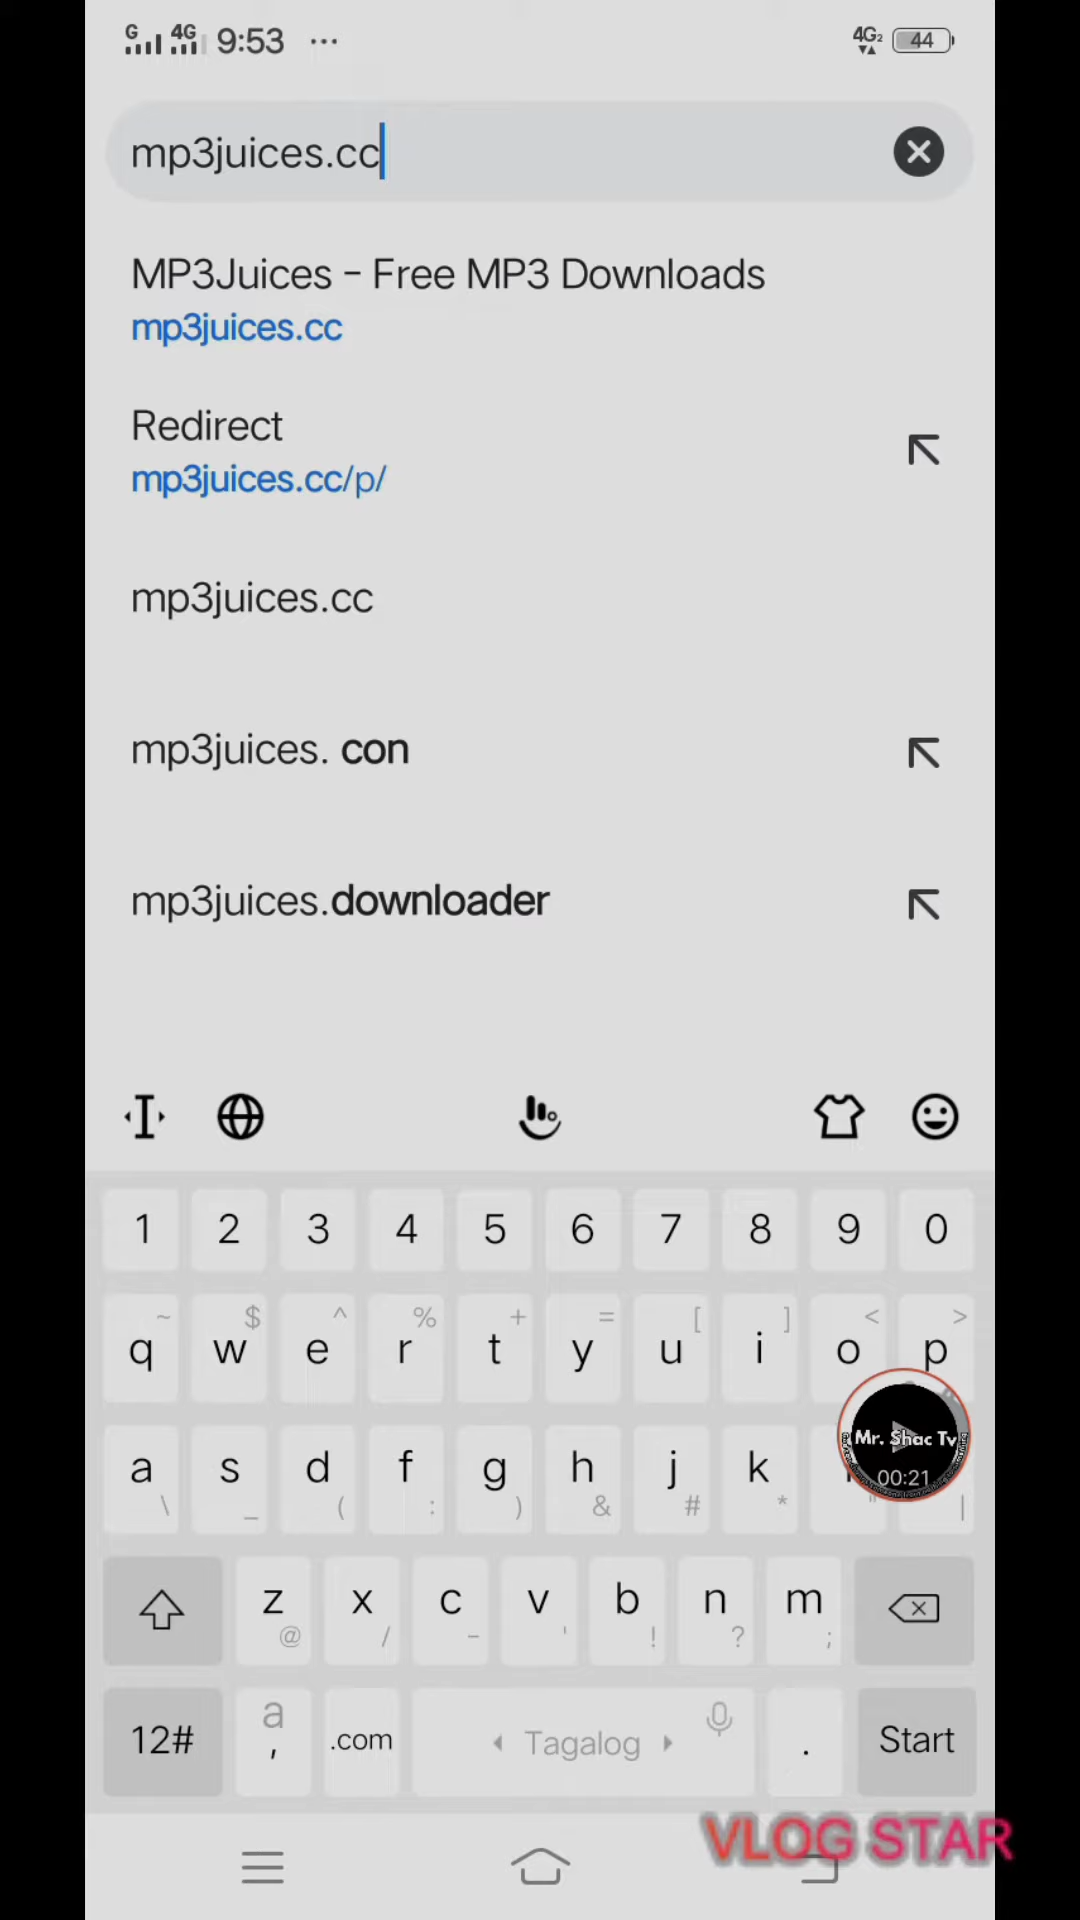 G 4G 9:53 ... 4G2 44
mp3juices.cc
MP3Juices - Free MP3 Downloads
mp3juices.cc
Redirect
mp3juices.cc/p/
mp3juices.cc
mp3juices. con
mp3juices.downloader
1 2 3 4 5 6 7 8 9 0
~ $ ^ % + = [ ] < >
q w e r t y u i o p
a s d f g h j k
Mr. Shac Tv
00:21
\ _ ( : ) & # * " |
z x c v b n m
@ / - ' ! ? ;
12# a , .com Tagalog . Start
VLOG STAR